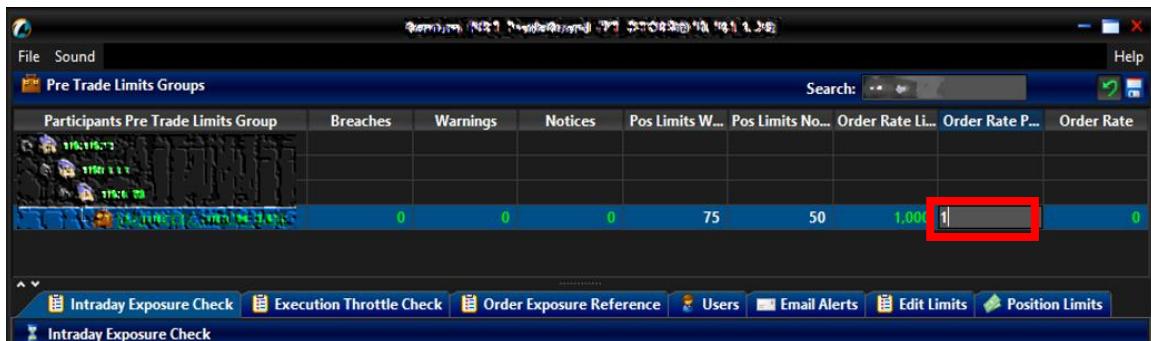 File Sound Help
Pre Trade Limits Groups Search:
Participants Pre Trade Limits Group Breaches Warnings Notices Pos Limits W... Pos Limits No... Order Rate Li... Order Rate P... Order Rate
0 0 0 75 50 1,000 1 0
Intraday Exposure Check Execution Throttle Check Order Exposure Reference Users Email Alerts Edit Limits Position Limits
Intraday Exposure Check